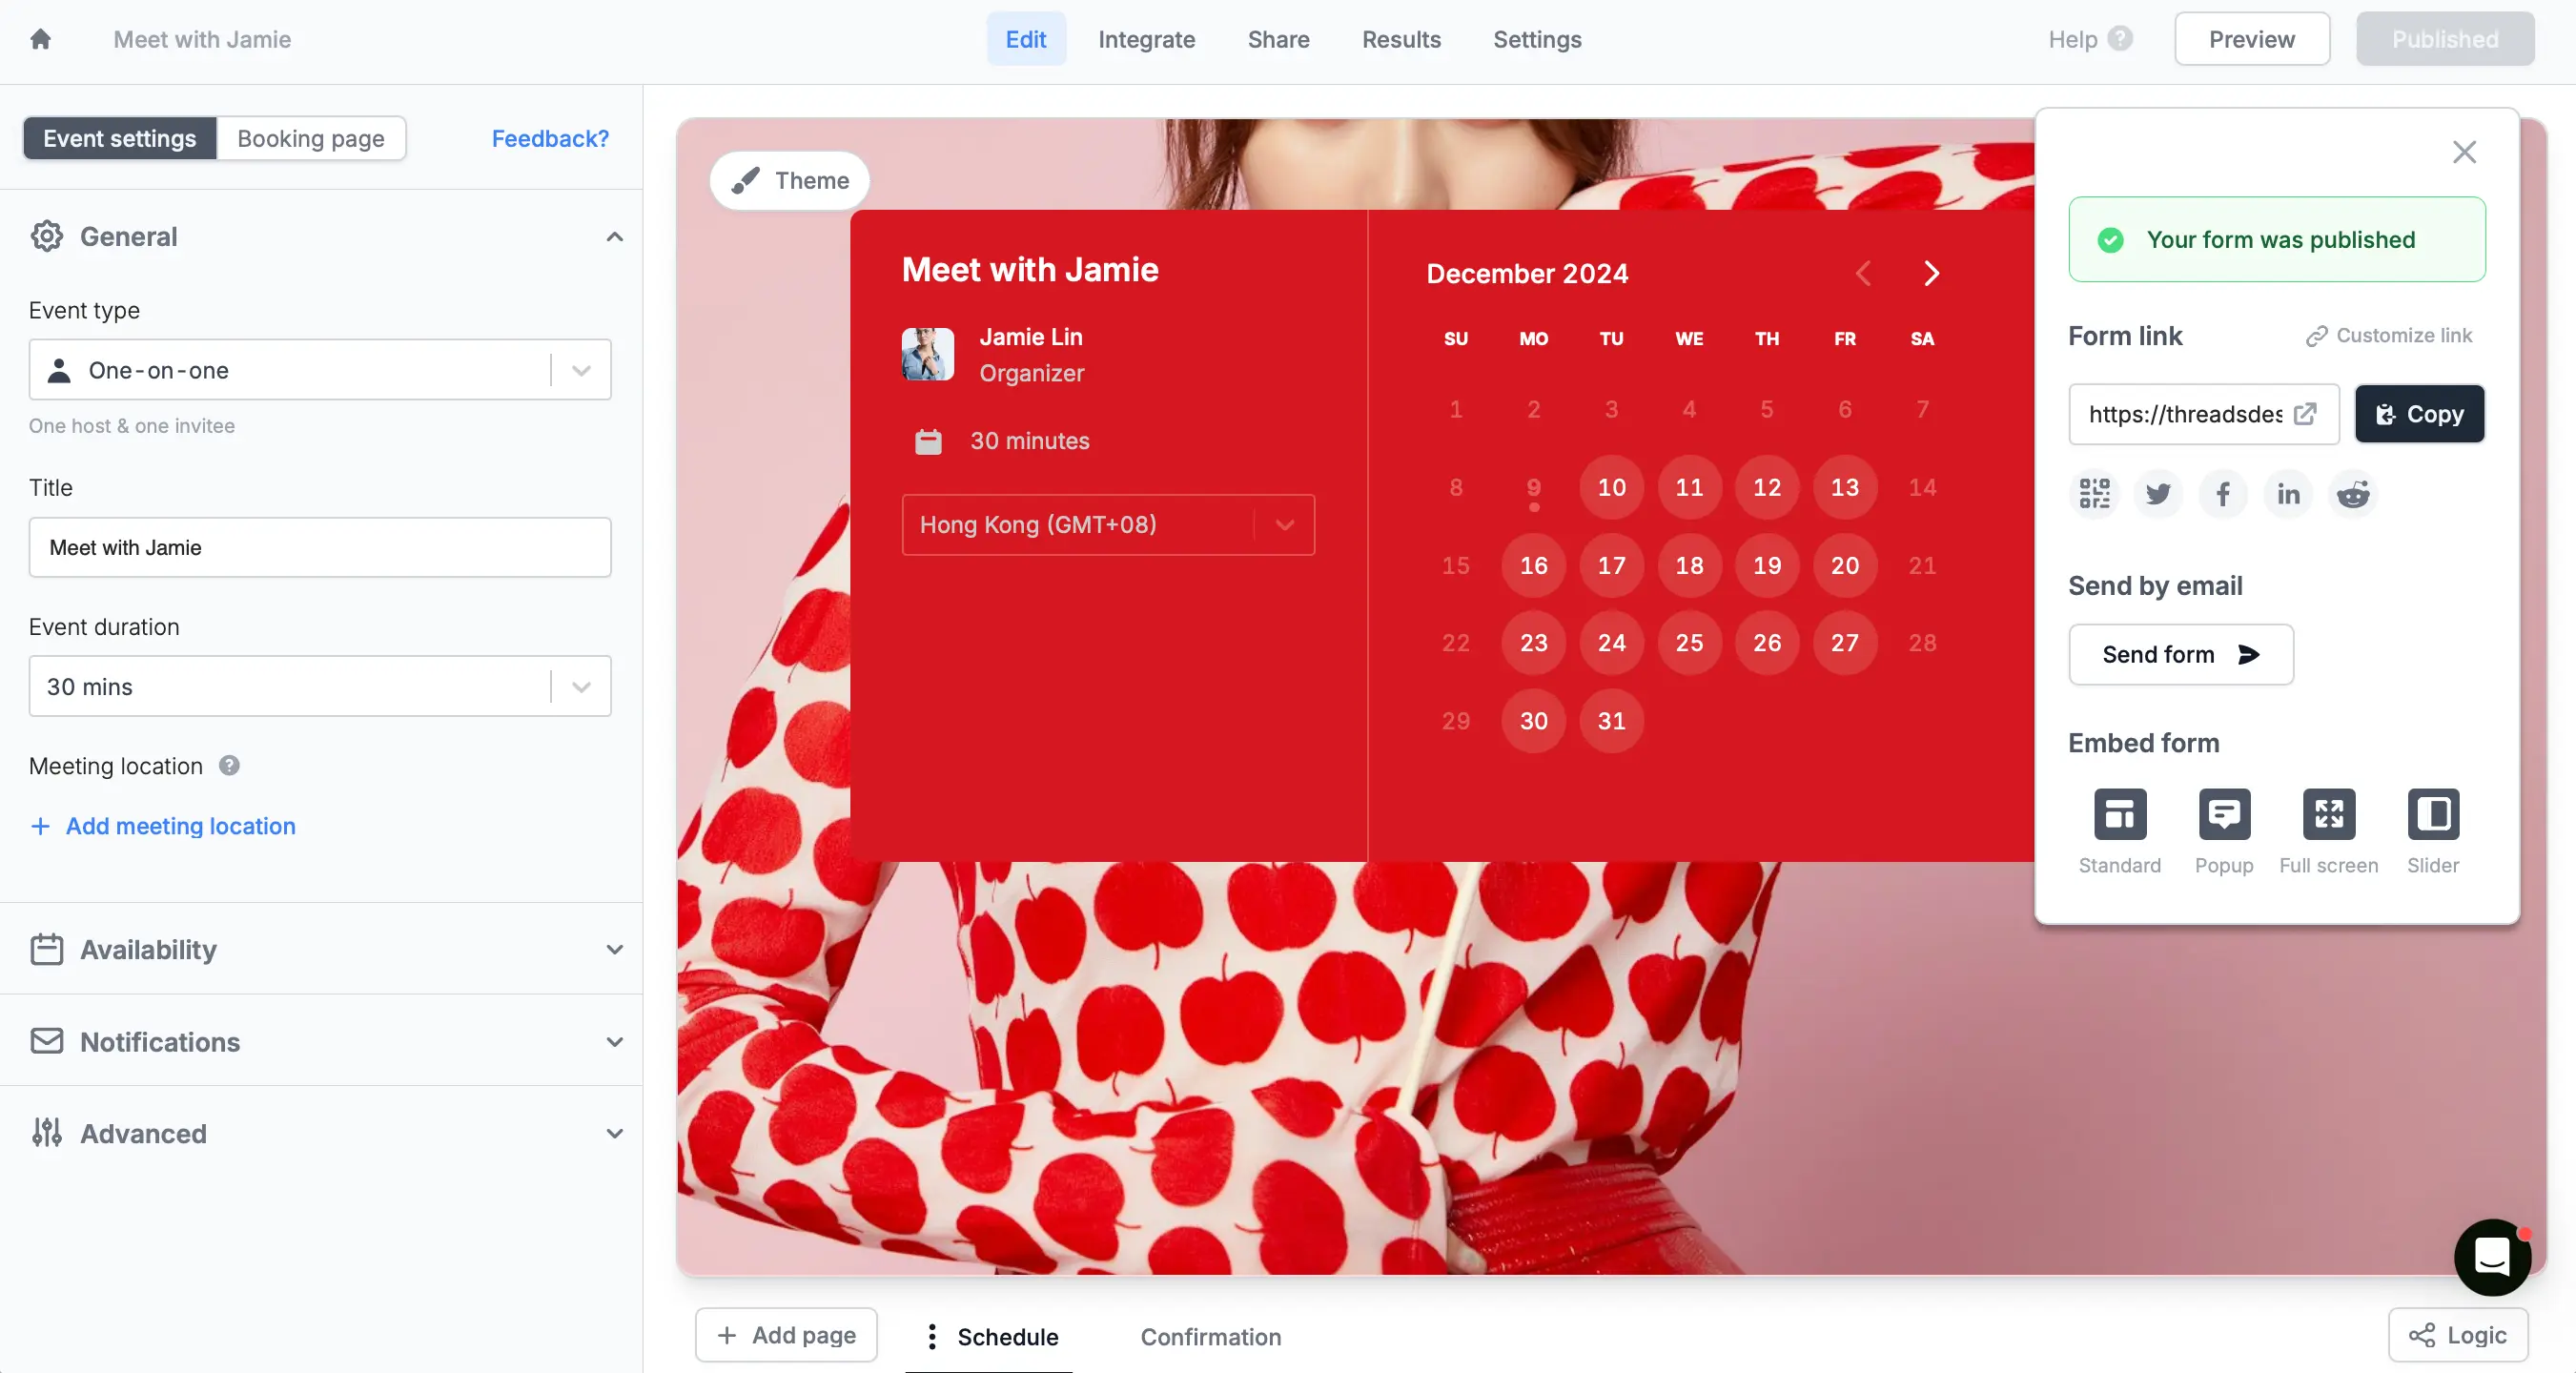 Meet with Jamie
Edit
Integrate
Share
Results
Settings
Help
Preview
Published
Event settings
Booking page
Feedback?
General
Event type
One-on-one
One host & one invitee
Title
Meet with Jamie
Event duration
30 mins
Meeting location
+ Add meeting location
Availability
Notifications
Advanced
Theme
Meet with Jamie
Jamie Lin
Organizer
30 minutes
Hong Kong (GMT+08)
December 2024
SU MO TU WE TH FR SA
1 2 3 4 5 6 7
8 9 10 11 12 13 14
15 16 17 18 19 20 21
22 23 24 25 26 27 28
29 30 31
Your form was published
Form link
Customize link
https://threadsdes
Copy
Send by email
Send form
Embed form
Standard
Popup
Full screen
Slider
+ Add page
Schedule
Confirmation
Logic